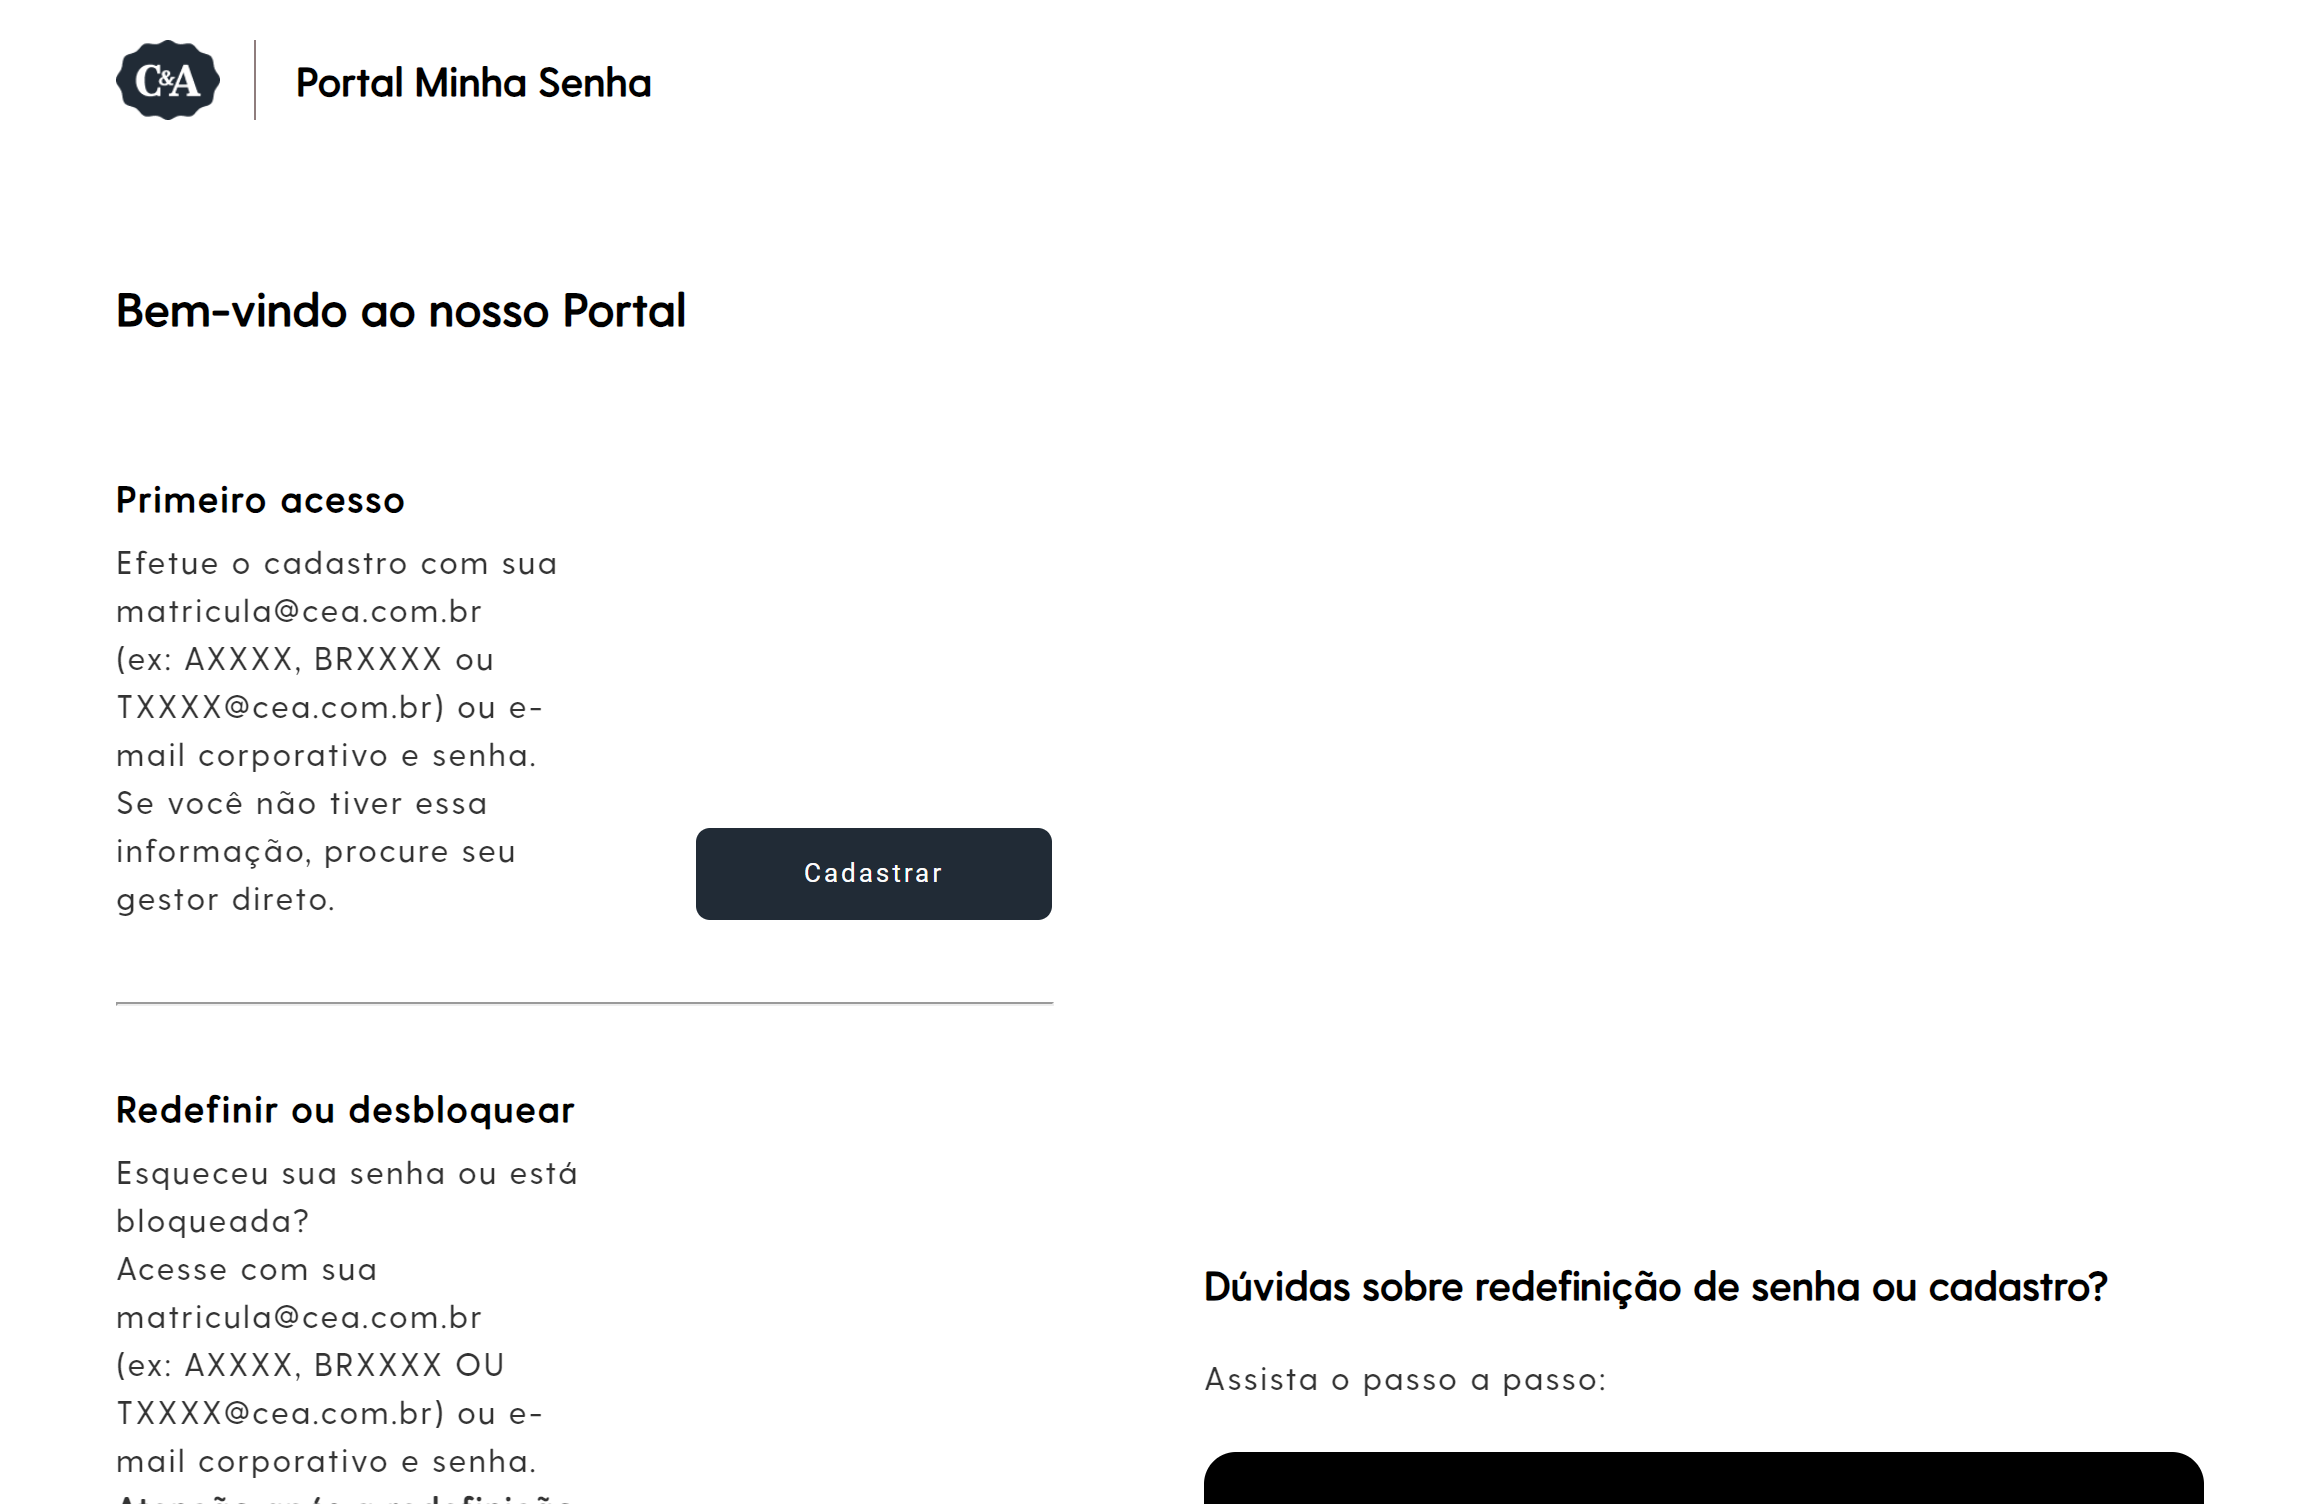 C&A
Portal Minha Senha
Bem-vindo ao nosso Portal
Primeiro acesso
Efetue o cadastro com sua
matricula@cea.com.br
(ex: AXXXX, BRXXXX ou
TXXXX@cea.com.br) ou e-
mail corporativo e senha.
Se você não tiver essa
informação, procure seu
gestor direto.
Cadastrar
Redefinir ou desbloquear
Esqueceu sua senha ou está
bloqueada?
Acesse com sua
matricula@cea.com.br
(ex: AXXXX, BRXXXX OU
TXXXX@cea.com.br) ou e-
mail corporativo e senha.
Atenção após a redefinição
Dúvidas sobre redefinição de senha ou cadastro?
Assista o passo a passo: